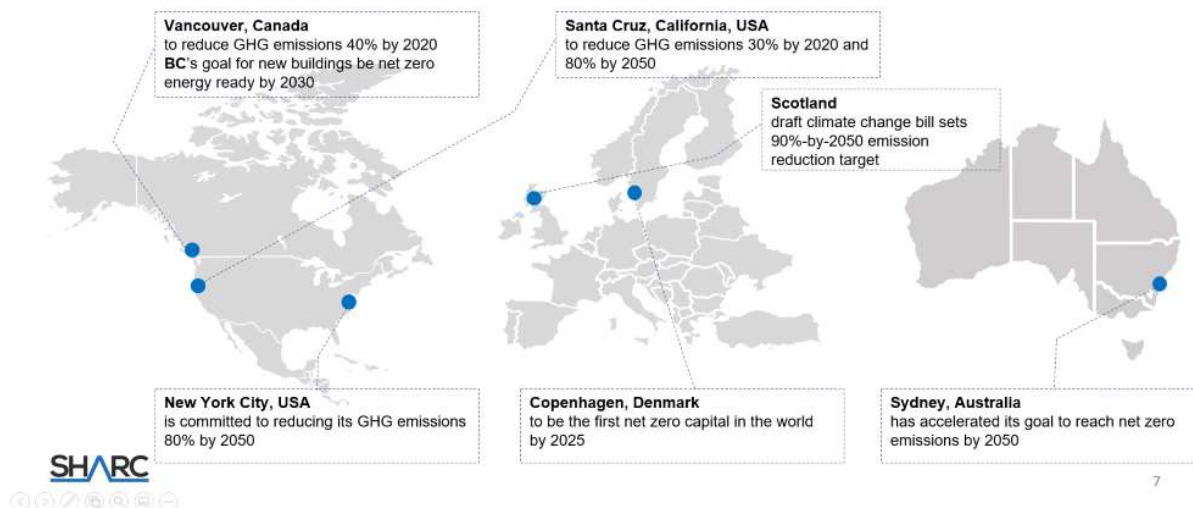 Vancouver, Canada
to reduce GHG emissions 40% by 2020
BC's goal for new buildings be net zero
energy ready by 2030
Santa Cruz, California, USA
to reduce GHG emissions 30% by 2020 and
80% by 2050
Scotland
draft climate change bill sets
90%-by-2050 emission
reduction target
New York City, USA
is committed to reducing its GHG emissions
80% by 2050
Copenhagen, Denmark
to be the first net zero capital in the world
by 2025
Sydney, Australia
has accelerated its goal to reach net zero
emissions by 2050
SHARC
7